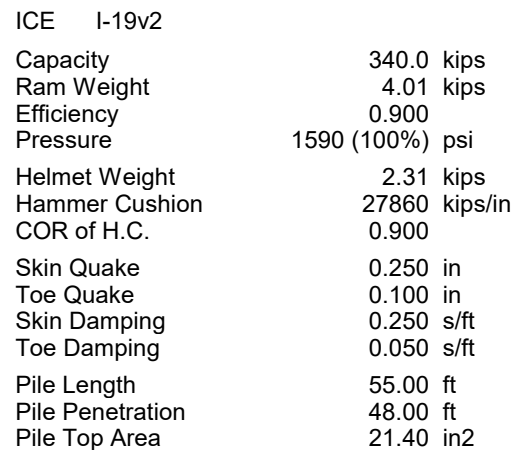 ICE I-19v2
Capacity 340.0 kips
Ram Weight 4.01 kips
Efficiency 0.900
Pressure 1590 (100%) psi
Helmet Weight 2.31 kips
Hammer Cushion 27860 kips/in
COR of H.C. 0.900
Skin Quake 0.250 in
Toe Quake 0.100 in
Skin Damping 0.250 s/ft
Toe Damping 0.050 s/ft
Pile Length 55.00 ft
Pile Penetration 48.00 ft
Pile Top Area 21.40 in2